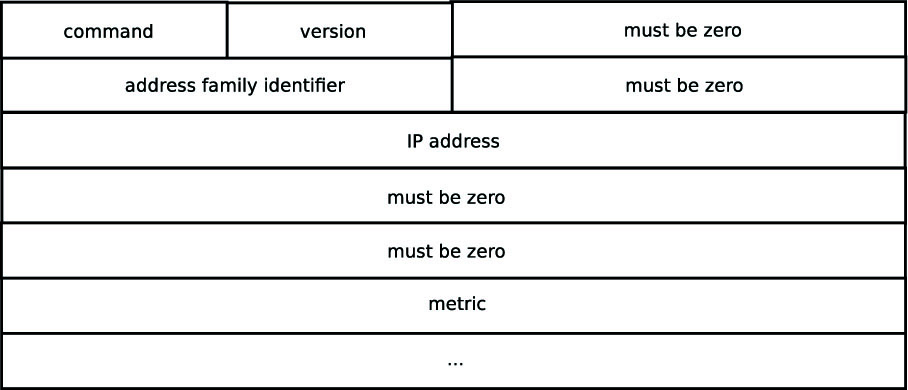 command
version
must be zero
address family identifier
must be zero
IP address
must be zero
must be zero
metric
...